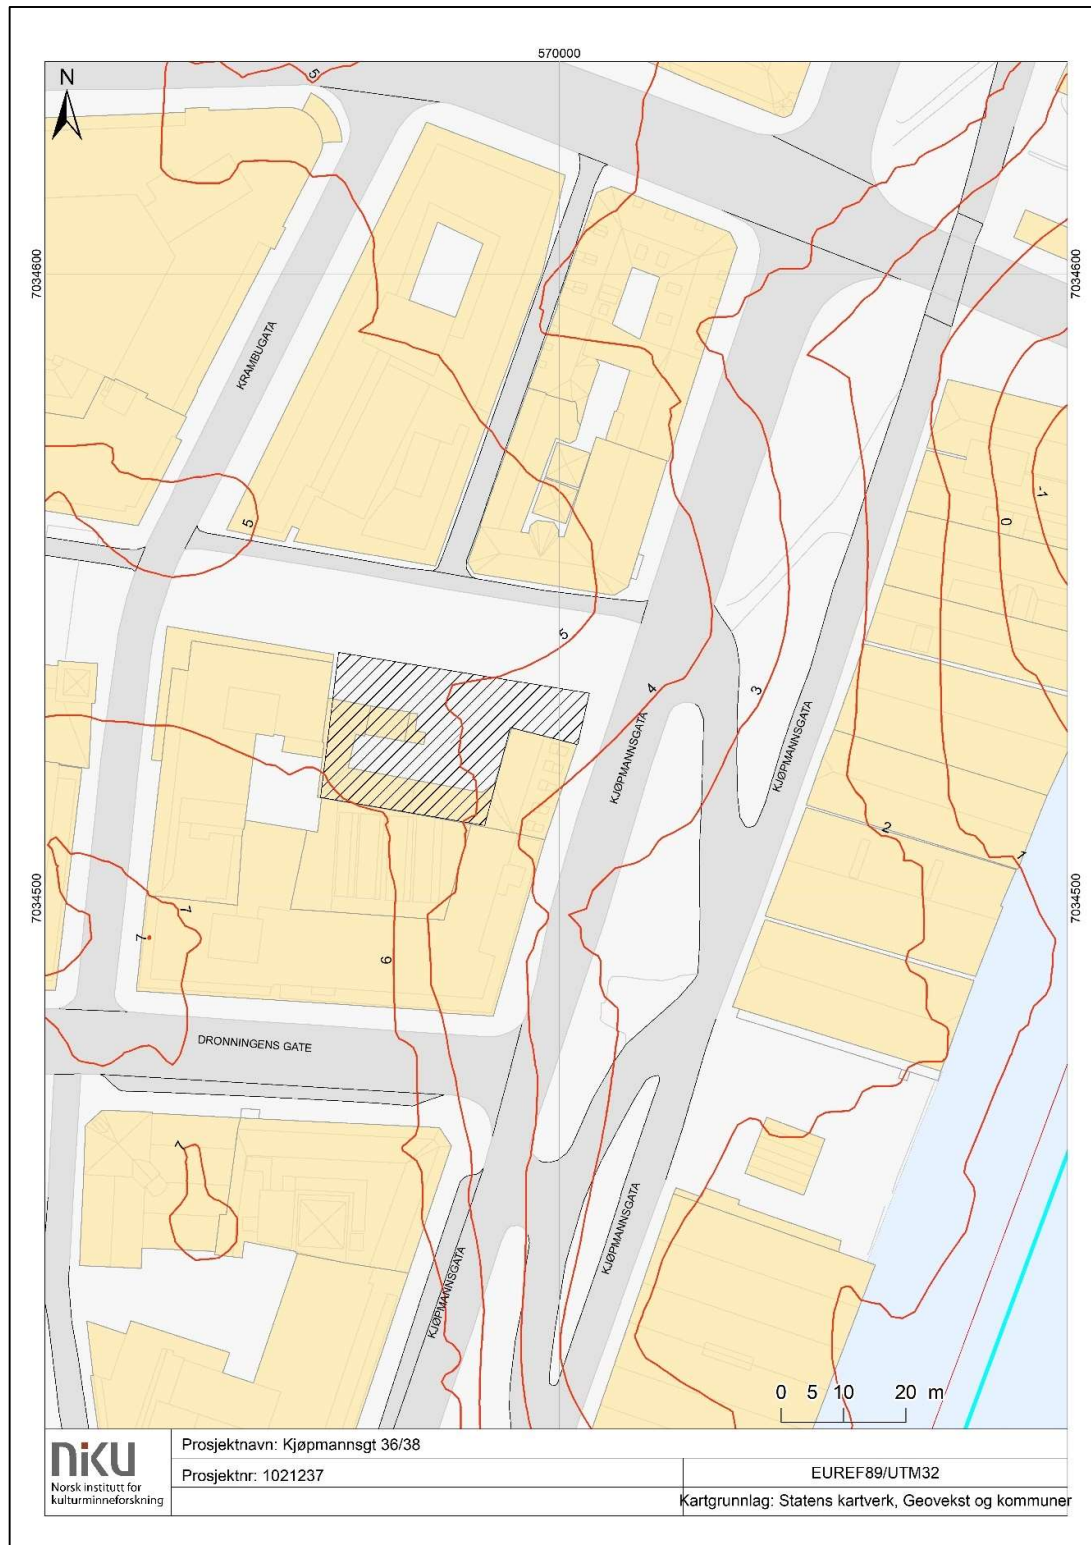 570000
N
5
7034600
7034600
KRAMBUGATA
5
-1
0
5
4
3
KJØPMANNSGATA
KJØPMANNSGATA
2
1
7034500
7034500
7
7
6
DRONNINGENS GATE
7
KJØPMANNSGATA
KJØPMANNSGATA
0 5 10 20 m
niku
Norsk institutt for
kulturminneforskning
Prosjektnavn: Kjøpmannsgt 36/38
Prosjektnr: 1021237
EUREF89/UTM32
Kartgrunnlag: Statens kartverk, Geovekst og kommuner